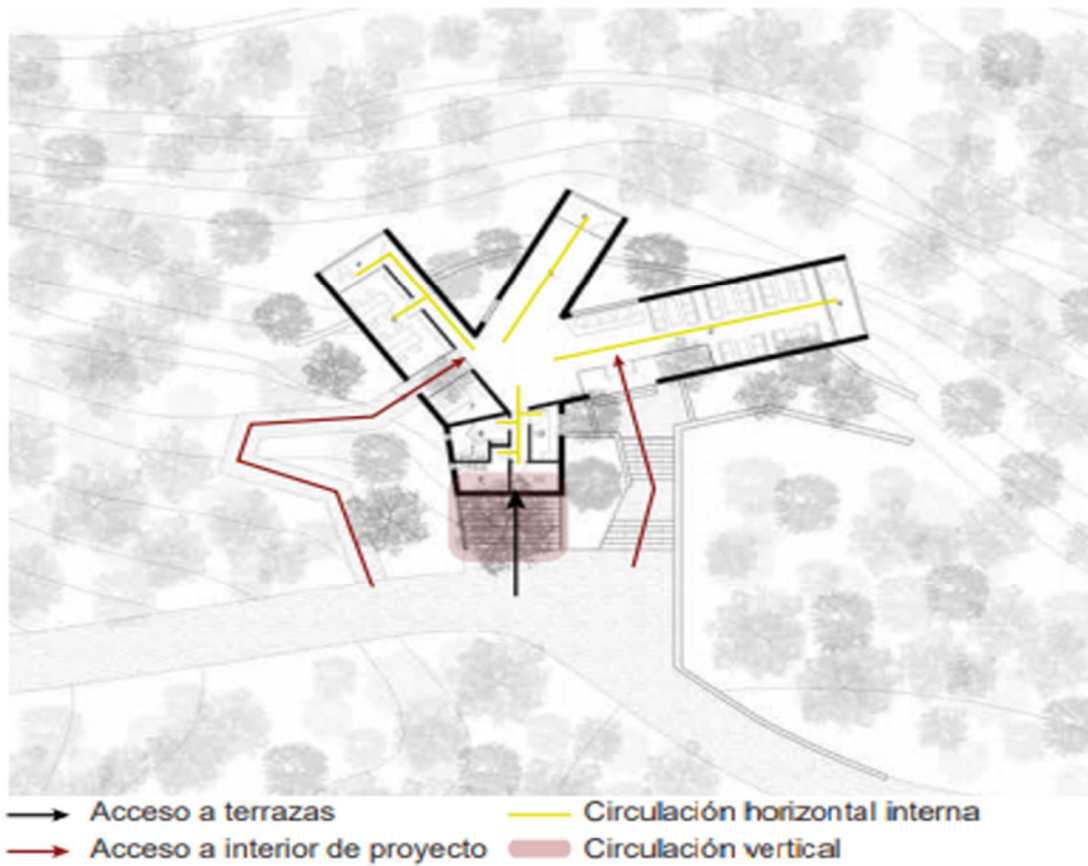 Acceso a terrazas
Circulación horizontal interna
Acceso a interior de proyecto
Circulación vertical